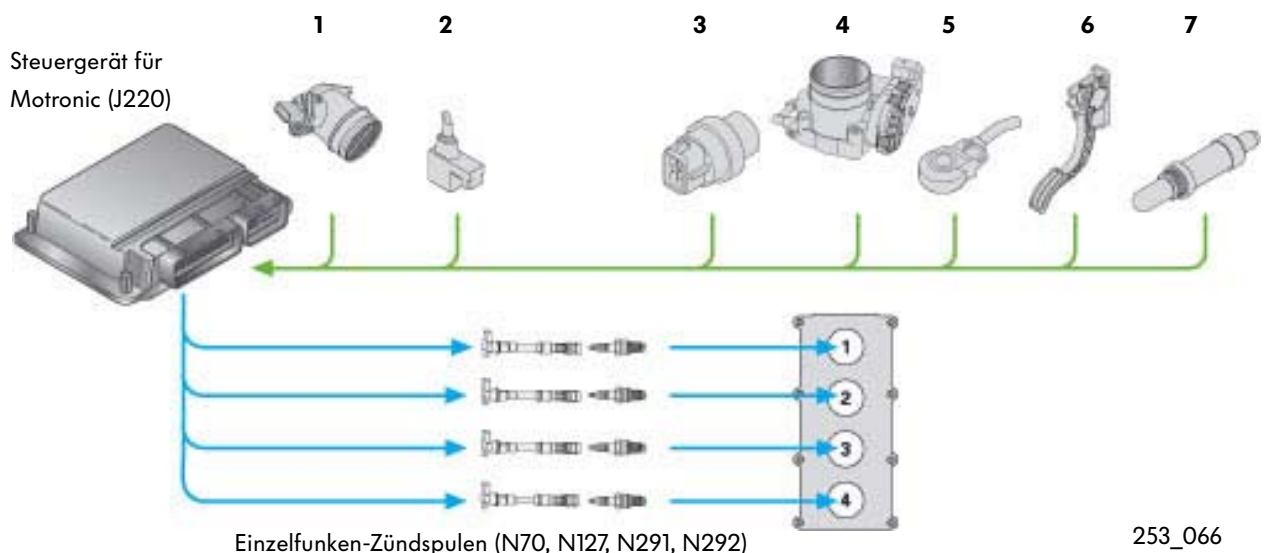 1 2 3 4 5 6 7
Steuergerät für
Motronic (J220)
1
2
3
4
Einzelfunken-Zündspulen (N70, N127, N291, N292)
253_066